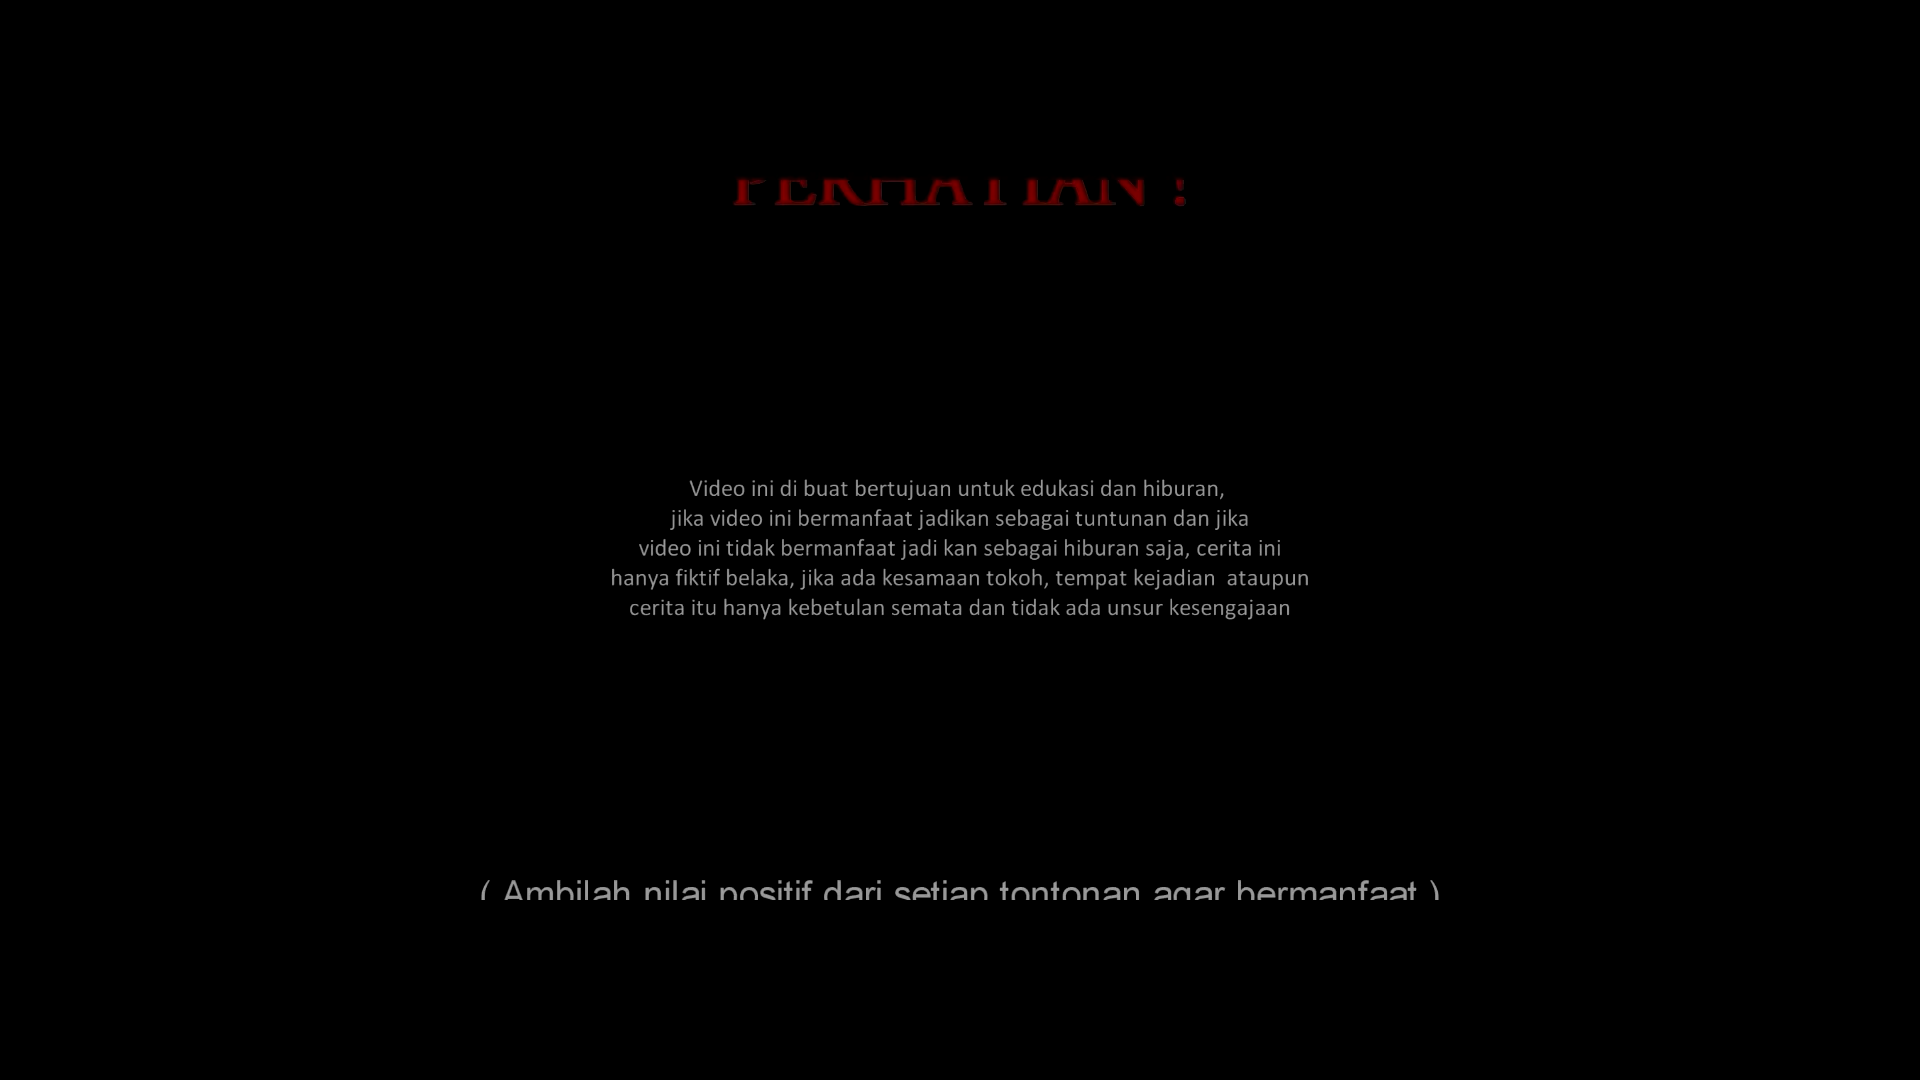 PERHATIAN !
Video ini di buat bertujuan untuk edukasi dan hiburan,
jika video ini bermanfaat jadikan sebagai tuntunan dan jika
video ini tidak bermanfaat jadi kan sebagai hiburan saja, cerita ini
hanya fiktif belaka, jika ada kesamaan tokoh, tempat kejadian  ataupun
cerita itu hanya kebetulan semata dan tidak ada unsur kesengajaan
( Ambilah nilai positif dari setiap tontonan agar bermanfaat )